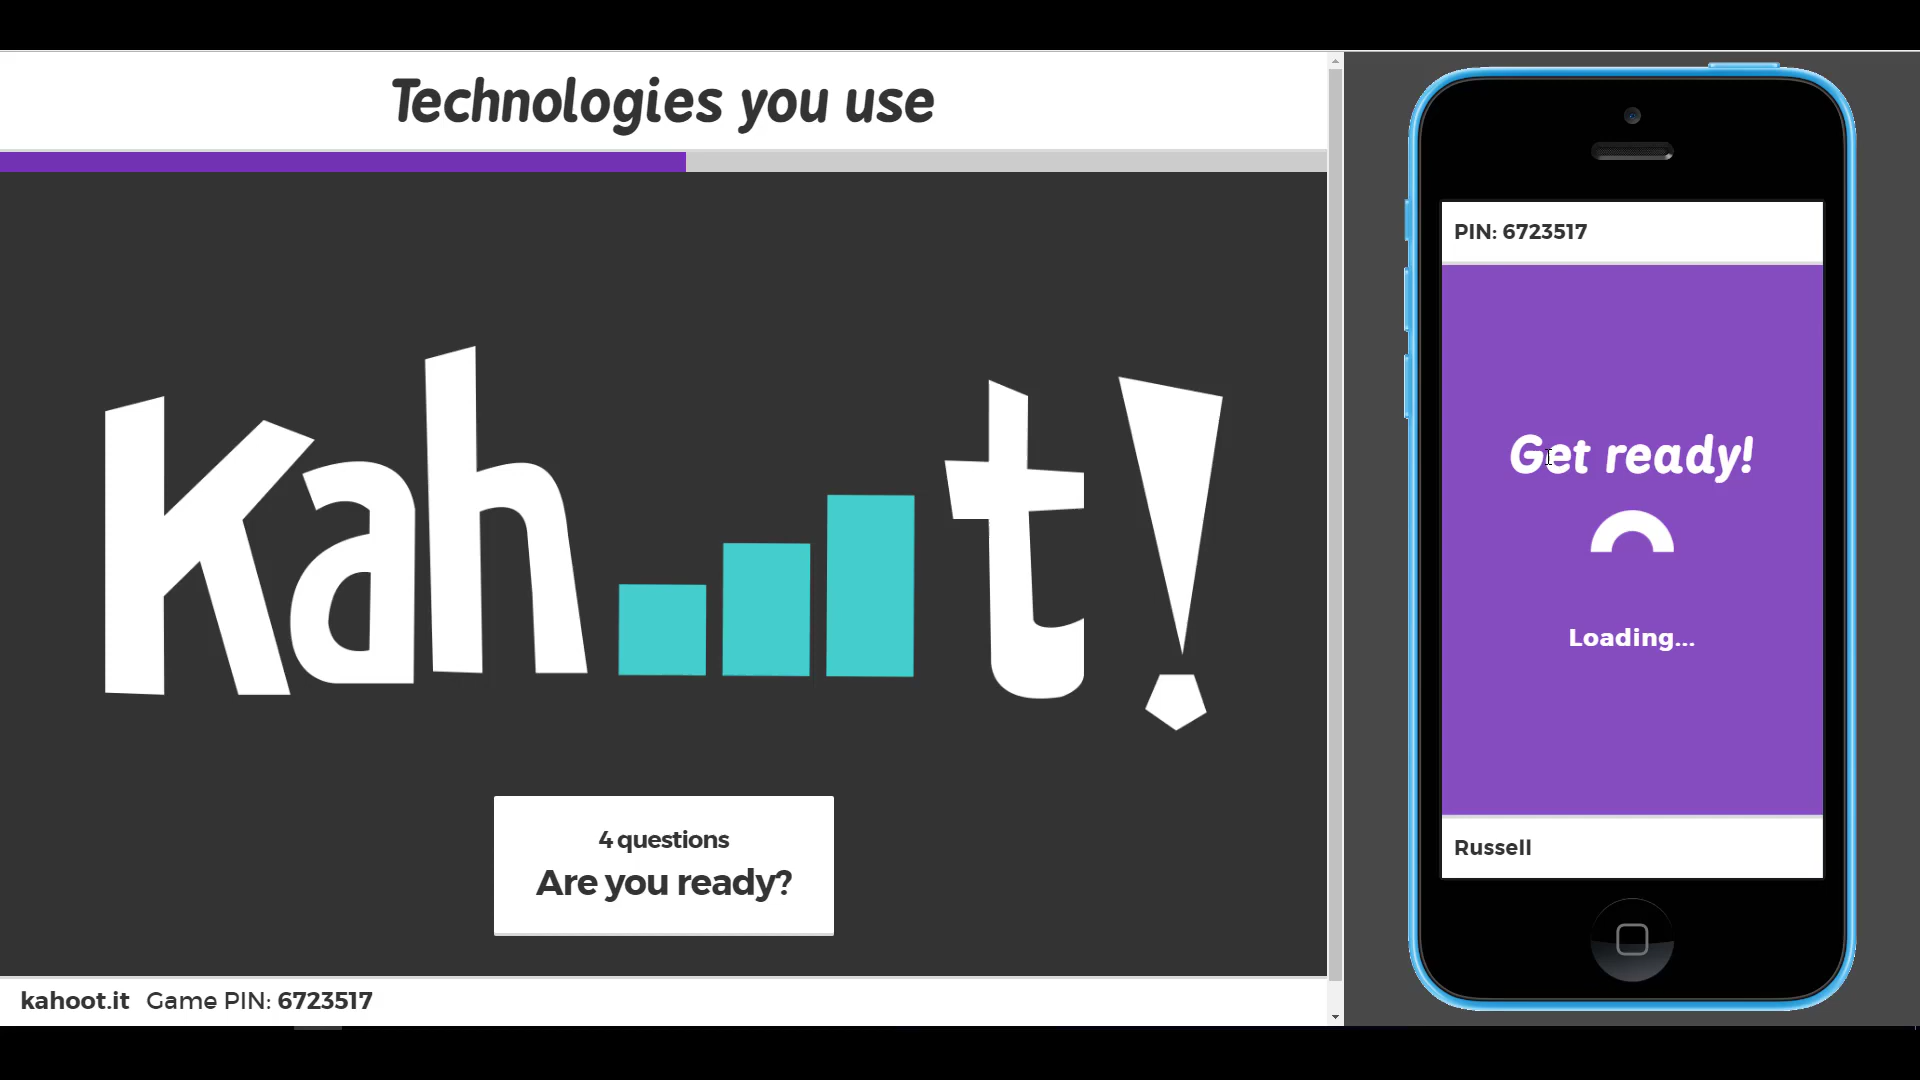 Technologies you use
Kah t!
4 questions
Are you ready?
kahoot.it Game PIN: 6723517
PIN: 6723517
Get ready!
Loading...
Russell